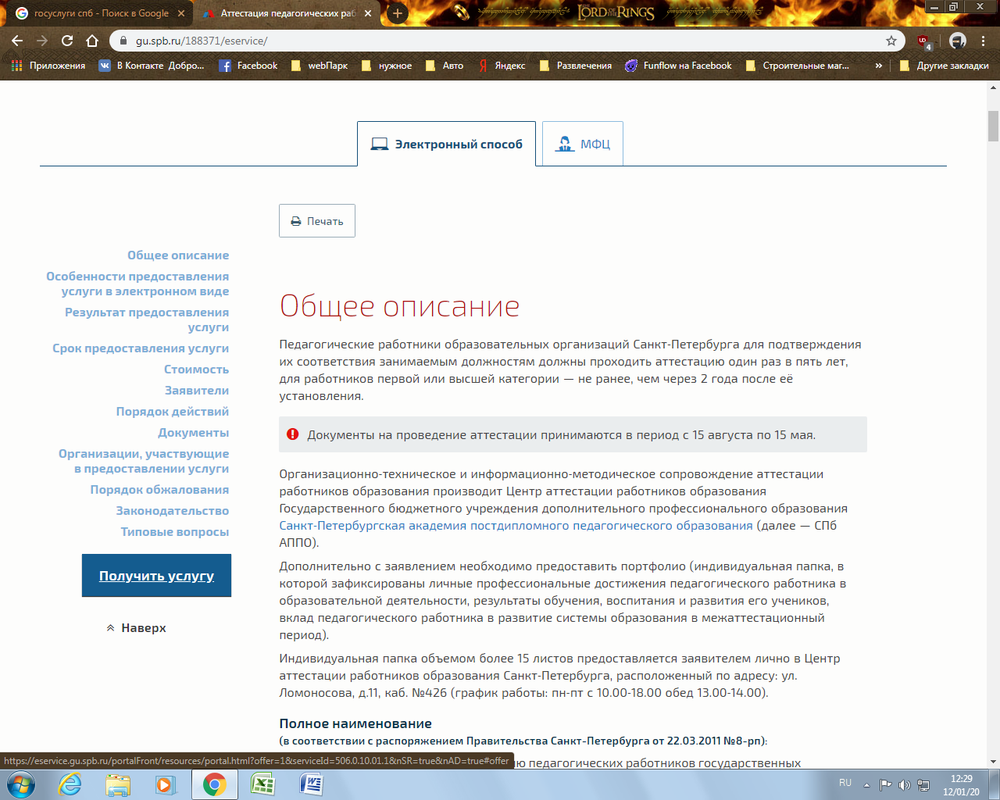 госуслуги спб - Поиск в Google
Аттестация педагогических раб
THE LORD OF THE RINGS
gu.spb.ru/188371/eservice/
4
Приложения
В Контакте Добро...
Facebook
webПарк
нужное
Авто
Яндекс
Развлечения
Funflow на Facebook
Строительные маг...
»
Другие закладки
Электронный способ
МФЦ
Печать
Общее описание
Особенности предоставления
услуги в электронном виде
Результат предоставления
услуги
Срок предоставления услуги
Стоимость
Заявители
Порядок действий
Документы
Организации, участвующие
в предоставлении услуги
Порядок обжалования
Законодательство
Типовые вопросы
Получить услугу
Наверх
Общее описание
Педагогические работники образовательных организаций Санкт-Петербурга для подтверждения
их соответствия занимаемым должностям должны проходить аттестацию один раз в пять лет,
для работников первой или высшей категории — не ранее, чем через 2 года после её
установления.
Документы на проведение аттестации принимаются в период с 15 августа по 15 мая.
Организационно-техническое и информационно-методическое сопровождение аттестации
работников образования производит Центр аттестации работников образования
Государственного бюджетного учреждения дополнительного профессионального образования
Санкт-Петербургская академия постдипломного педагогического образования (далее — СПб
АППО).
Дополнительно с заявлением необходимо предоставить портфолио (индивидуальная папка, в
которой зафиксированы личные профессиональные достижения педагогического работника в
образовательной деятельности, результаты обучения, воспитания и развития его учеников,
вклад педагогического работника в развитие системы образования в межаттестационный
период).
Индивидуальная папка объемом более 15 листов предоставляется заявителем лично в Центр
аттестации работников образования Санкт-Петербурга, расположенный по адресу: ул.
Ломоносова, д.11, каб. №426 (график работы: пн-пт с 10.00-18.00 обед 13.00-14.00).
Полное наименование
(в соответствии с распоряжением Правительства Санкт-Петербурга от 22.03.2011 №8-рп):
ю педагогических работников государственных
https://eservice.gu.spb.ru/portalFront/resources/portal.html?offer=1&serviceId=506.0.10.01.1&nSR=true&nAD=true#offer
RU
12:29
12/01/20